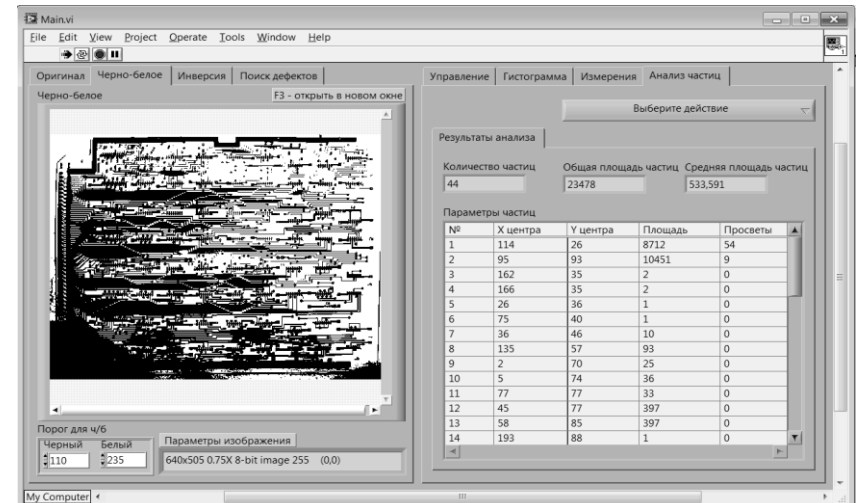 Main.vi
File Edit View Project Operate Tools Window Help
Оригинал Черно-белое Инверсия Поиск дефектов
Черно-белое F3 - открыть в новом окне
Порог для ч/б
Черный Белый Параметры изображения
110 235 640x505 0.75X 8-bit image 255 (0,0)
My Computer
Управление Гистограмма Измерения Анализ частиц
Выберите действие
Результаты анализа
Количество частиц Общая площадь частиц Средняя площадь частиц
44 23478 533,591
Параметры частиц
№ X центра Y центра Площадь Просветы
1 114 26 8712 54
2 95 93 10451 9
3 162 35 2 0
4 166 35 2 0
5 26 36 1 0
6 75 40 1 0
7 36 46 10 0
8 135 57 93 0
9 2 70 25 0
10 5 74 36 0
11 77 77 33 0
12 45 77 397 0
13 58 85 397 0
14 193 88 1 0